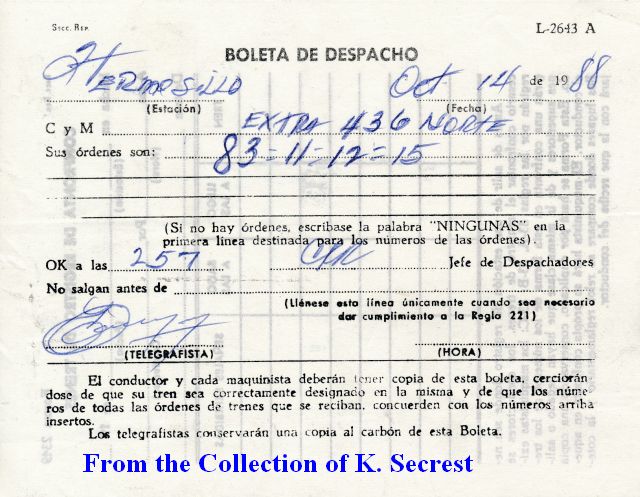 Secc. Rep. L-2643 A
BOLETA DE DESPACHO
Hermosillo Oct 14 de 1988
(Estación) (Fecha)
C y M EXTRA 436 NORTE
Sus órdenes son: 83-11-12-15
(Si no hay órdenes, escríbase la palabra "NINGUNAS" en la
primera línea destinada para los números de las órdenes).
OK a las 257 Jefe de Despachadores
No salgan antes de
(Llénese esta línea únicamente cuando sea necesario
dar cumplimiento a la Regla 221)
(TELEGRAFISTA) (HORA)
El conductor y cada maquinista deberán tener copia de esta boleta, cerciorán-
dose de que su tren sea correctamente designado en la misma y de que los núme-
ros de todas las órdenes de trenes que se reciban, concuerden con los números arriba
insertos.
Los telegrafistas conservarán una copia al carbón de esta Boleta.
From the Collection of K. Secrest